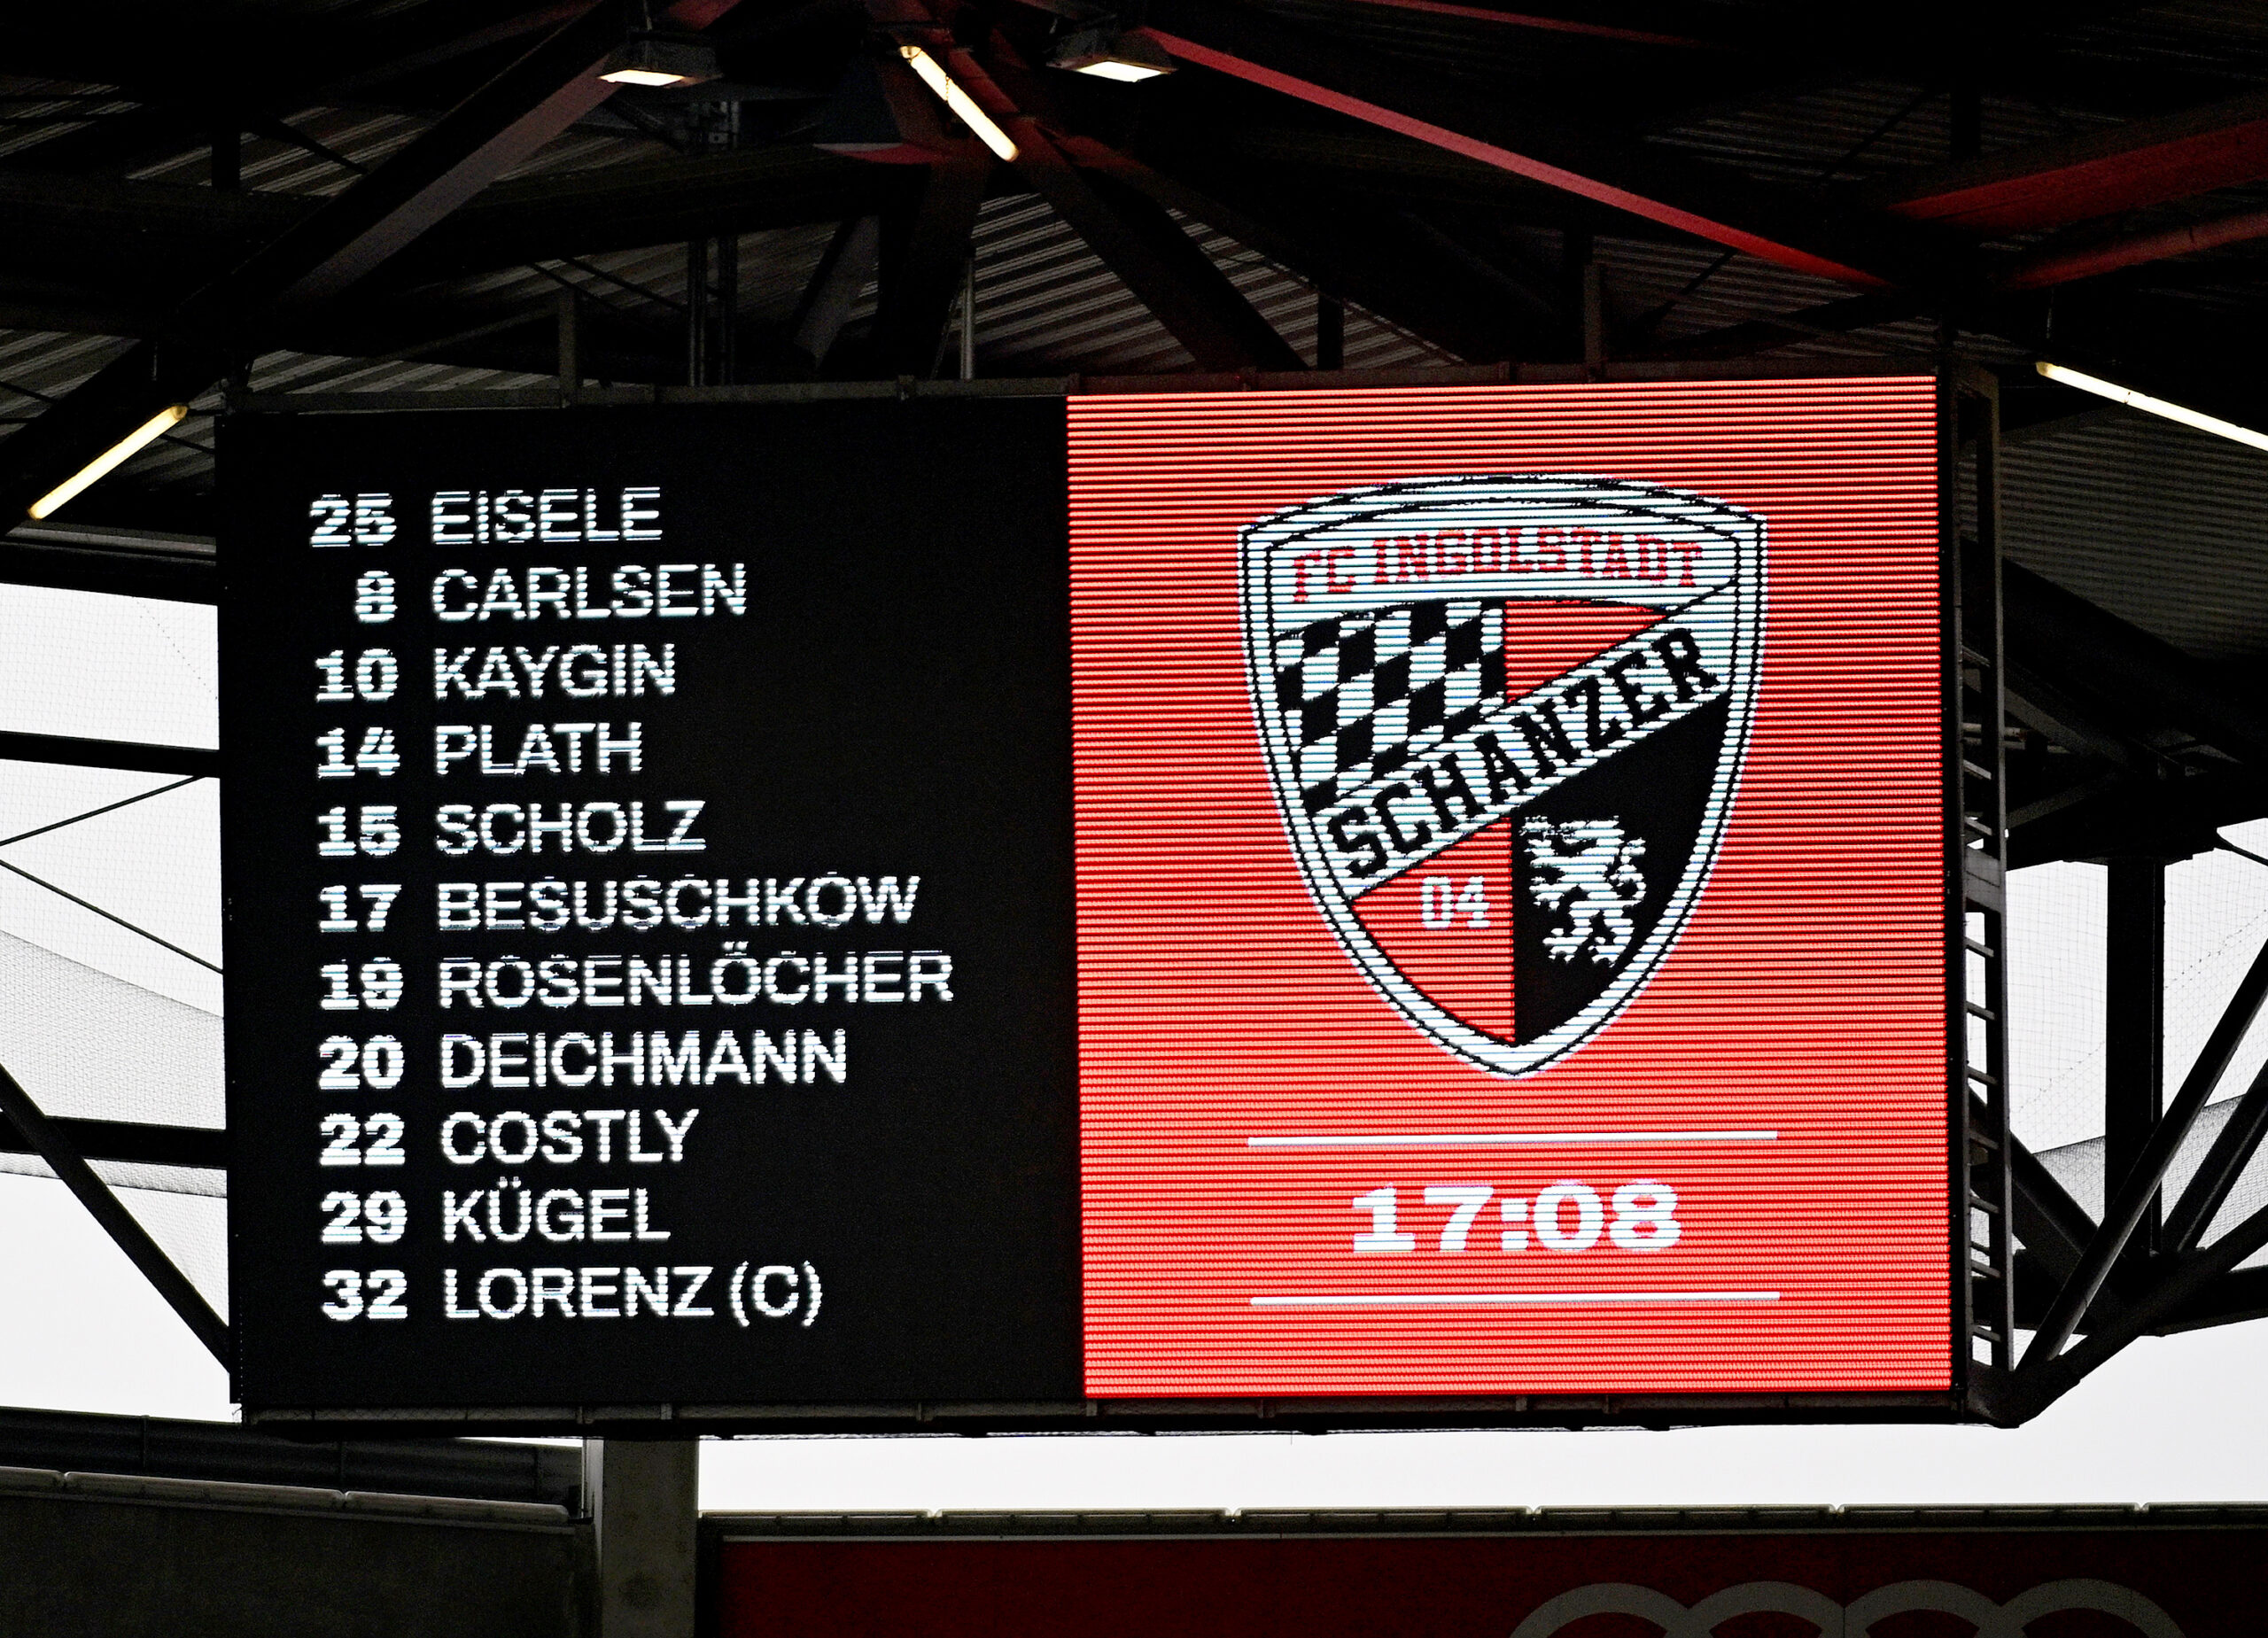 25 EISELE
8 CARLSEN
10 KAYGIN
14 PLATH
15 SCHOLZ
17 BESUSCHKOW
19 ROSENLÖCHER
20 DEICHMANN
22 COSTLY
29 KÜGEL
32 LORENZ (C)
FC INGOLSTADT
SCHANZER
04
17:08